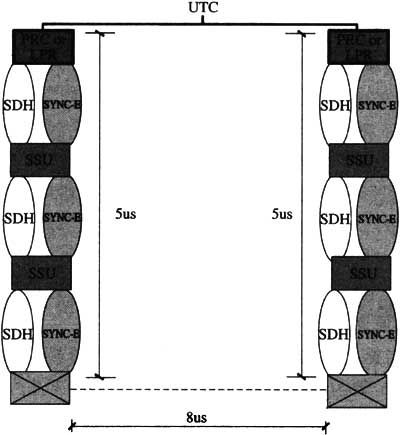 UTC
PRC or LPR PRC or LPR
SDH SYNC-E SDH SYNC-E
SSU SSU
SDH SYNC-E 5us 5us SDH SYNC-E
SSU SSU
SDH SYNC-E SDH SYNC-E
8us